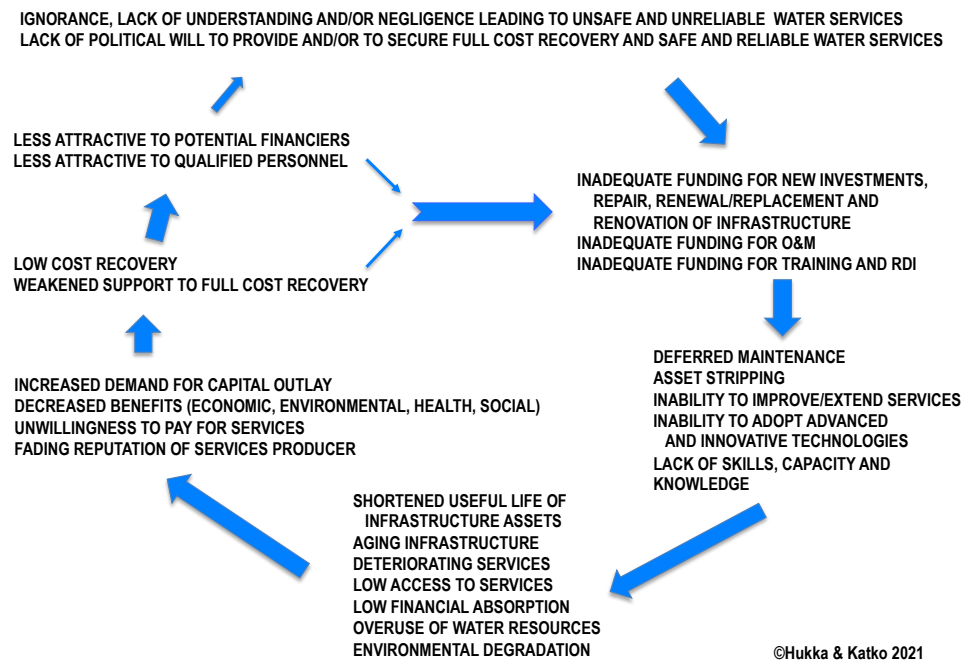 IGNORANCE, LACK OF UNDERSTANDING AND/OR NEGLIGENCE LEADING TO UNSAFE AND UNRELIABLE WATER SERVICES
LACK OF POLITICAL WILL TO PROVIDE AND/OR TO SECURE FULL COST RECOVERY AND SAFE AND RELIABLE WATER SERVICES
LESS ATTRACTIVE TO POTENTIAL FINANCIERS
LESS ATTRACTIVE TO QUALIFIED PERSONNEL
INADEQUATE FUNDING FOR NEW INVESTMENTS,
REPAIR, RENEWAL/REPLACEMENT AND
RENOVATION OF INFRASTRUCTURE
INADEQUATE FUNDING FOR O&M
INADEQUATE FUNDING FOR TRAINING AND RDI
LOW COST RECOVERY
WEAKENED SUPPORT TO FULL COST RECOVERY
DEFERRED MAINTENANCE
ASSET STRIPPING
INABILITY TO IMPROVE/EXTEND SERVICES
INABILITY TO ADOPT ADVANCED
AND INNOVATIVE TECHNOLOGIES
LACK OF SKILLS, CAPACITY AND
KNOWLEDGE
INCREASED DEMAND FOR CAPITAL OUTLAY
DECREASED BENEFITS (ECONOMIC, ENVIRONMENTAL, HEALTH, SOCIAL)
UNWILLINGNESS TO PAY FOR SERVICES
FADING REPUTATION OF SERVICES PRODUCER
SHORTENED USEFUL LIFE OF
INFRASTRUCTURE ASSETS
AGING INFRASTRUCTURE
DETERIORATING SERVICES
LOW ACCESS TO SERVICES
LOW FINANCIAL ABSORPTION
OVERUSE OF WATER RESOURCES
ENVIRONMENTAL DEGRADATION
©Hukka & Katko 2021